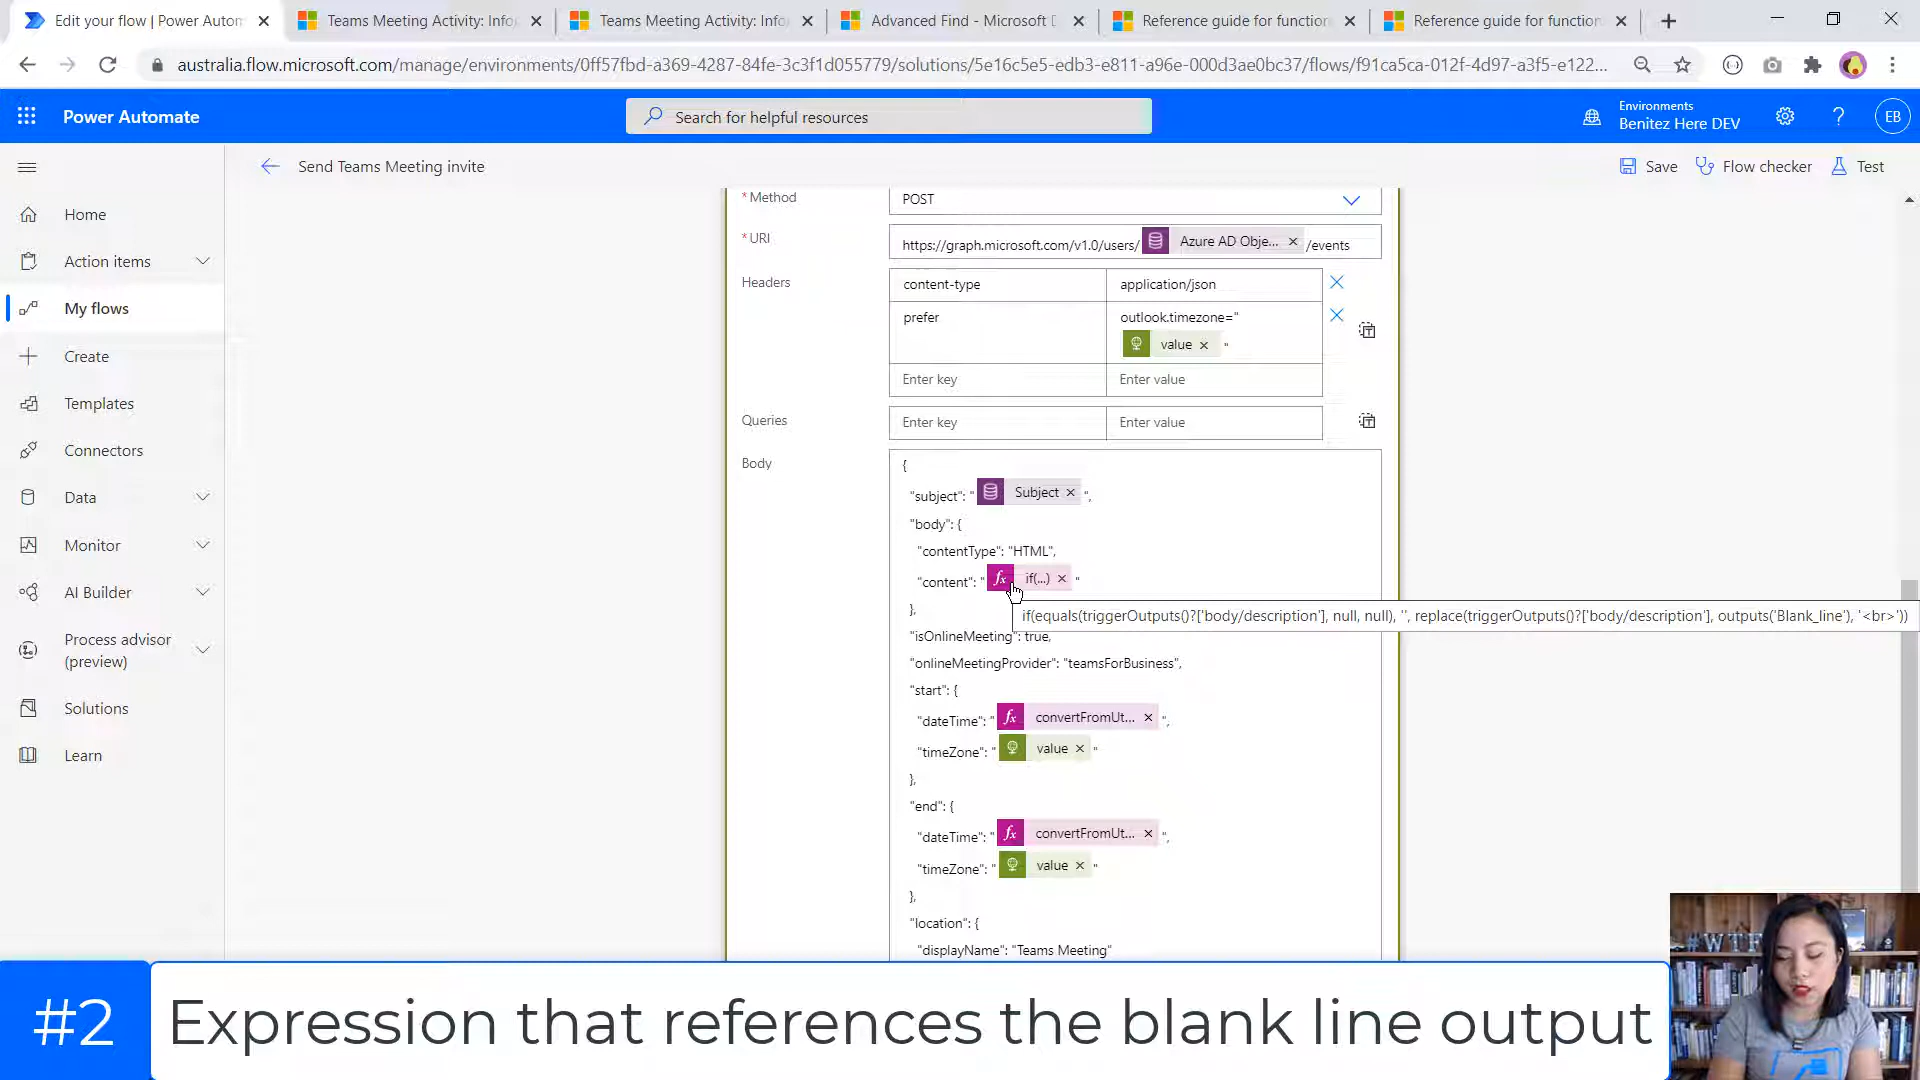 Edit your flow | Power Autom
Teams Meeting Activity: Info
Teams Meeting Activity: Info
Advanced Find - Microsoft D
Reference guide for function
Reference guide for function
australia.flow.microsoft.com/manage/environments/0ff57fbd-a369-4287-84fe-3c3f1d055779/solutions/5e16c5e5-edb3-e811-a96e-000d3ae0bc37/flows/f91ca5ca-012f-4d97-a3f5-e122...
Power Automate
Search for helpful resources
Environments
Benitez Here DEV
EB
Send Teams Meeting invite
Save
Flow checker
Test
Home
Action items
My flows
Create
Templates
Connectors
Data
Monitor
AI Builder
Process advisor
(preview)
Solutions
Learn
* Method
POST
* URI
https://graph.microsoft.com/v1.0/users/ Azure AD Obje... × /events
Headers
content-type
application/json
prefer
outlook.timezone="
value × "
Enter key
Enter value
Queries
Enter key
Enter value
Body
{
"subject": " Subject × ",
"body": {
"contentType": "HTML",
"content": " fx if(...) × "
},
if(equals(triggerOutputs()?['body/description'], null, null), '', replace(triggerOutputs()?['body/description'], outputs('Blank_line'), '<br>'))
"isOnlineMeeting": true,
"onlineMeetingProvider": "teamsForBusiness",
"start": {
"dateTime": " fx convertFromUt... × ",
"timeZone": " value × "
},
"end": {
"dateTime": " fx convertFromUt... × ",
"timeZone": " value × "
},
"location": {
"displayName": "Teams Meeting"
#WTF
#2
Expression that references the blank line output